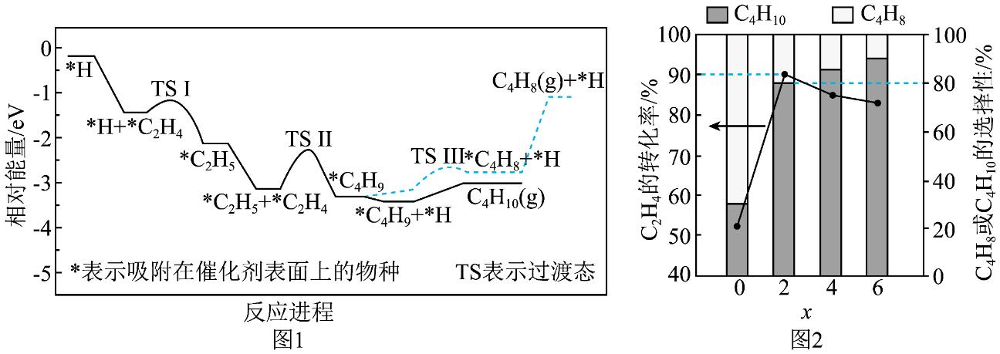 0
-1
-2
-3
-4
-5
相对能量/eV
*H
*H+*C₂H₄
TS I
*C₂H₅
*C₂H₅+*C₂H₄
TS II
*C₄H₉
*C₄H₉+*H
TS III
*C₄H₈+*H
C₄H₁₀(g)
C₄H₈(g)+*H
*表示吸附在催化剂表面上的物种
TS表示过渡态
反应进程
图1
C₄H₁₀
C₄H₈
100
90
80
70
60
50
40
C₂H₄的转化率/%
100
80
60
40
20
0
C₄H₈或C₄H₁₀的选择性/%
0 2 4 6
x
图2